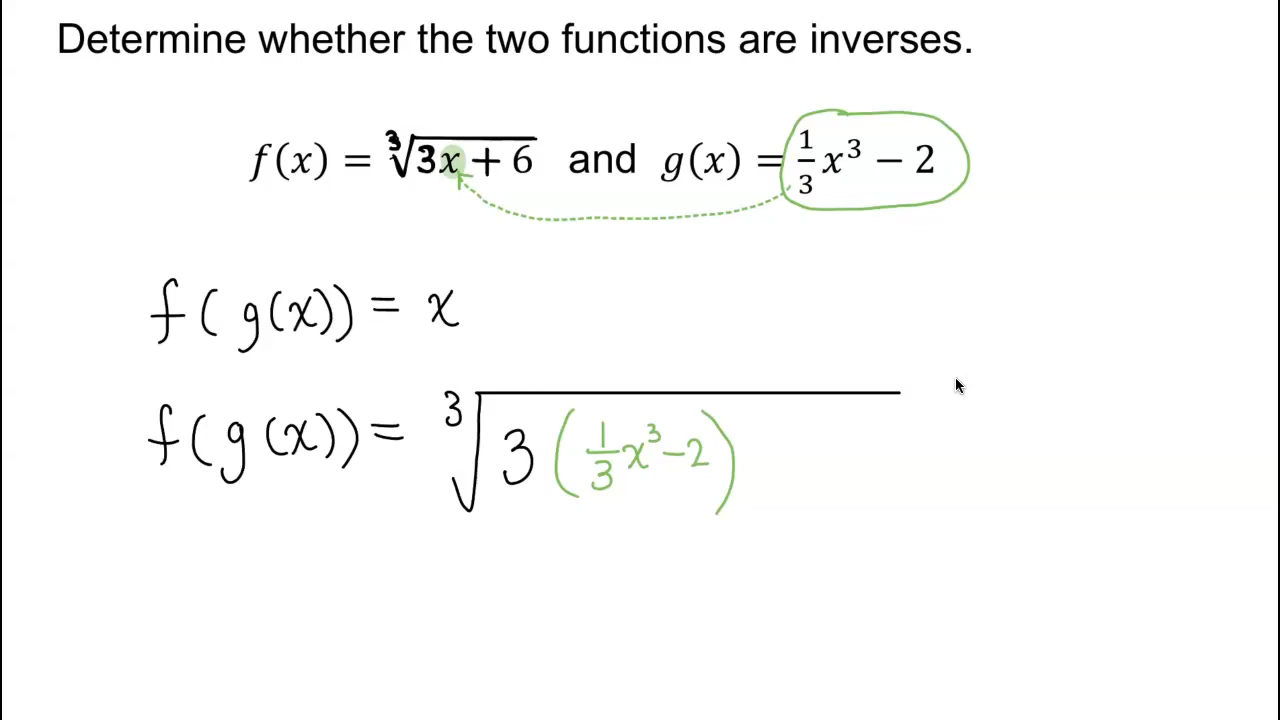 Determine whether the two functions are inverses.
f(x) = ∛(3x + 6) and g(x) = 1/3 x³ − 2
f(g(x)) = x
f(g(x)) = ∛(3(1/3 x³ − 2)